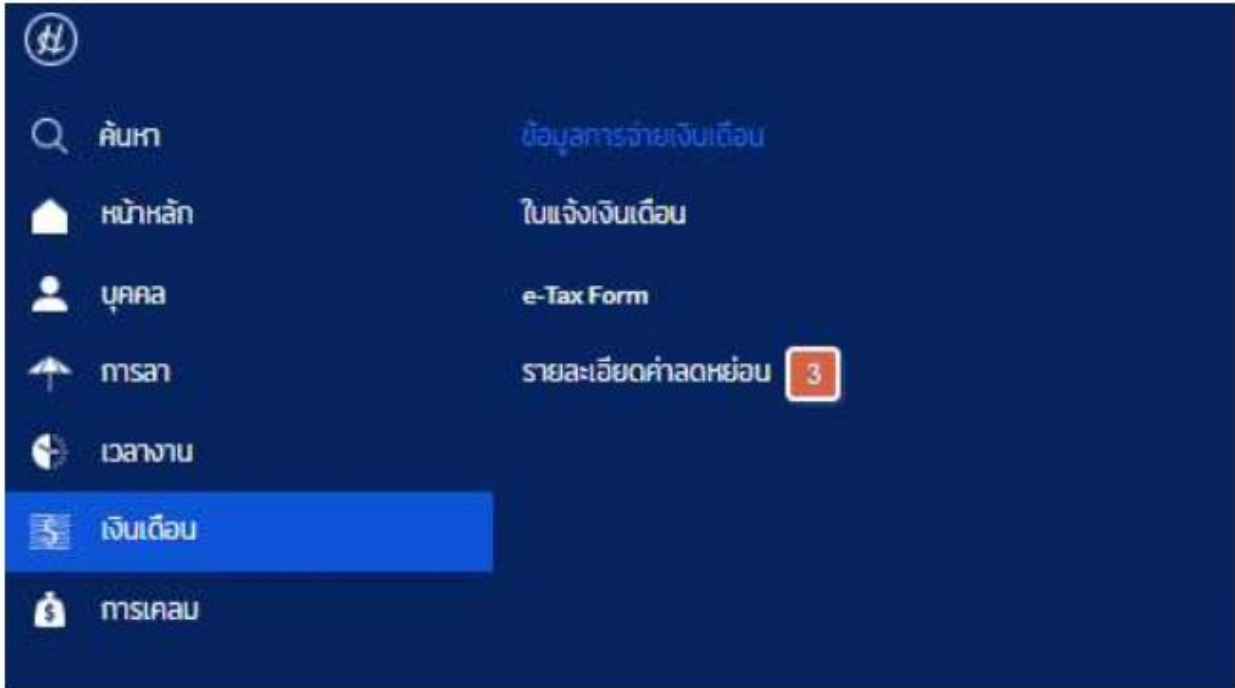 ค้นหา
หน้าหลัก
บุคคล
การลา
เวลางาน
เงินเดือน
การเคลม
ข้อมูลการจ่ายเงินเดือน
ใบแจ้งเงินเดือน
e-Tax Form
รายละเอียดค่าลดหย่อน 3